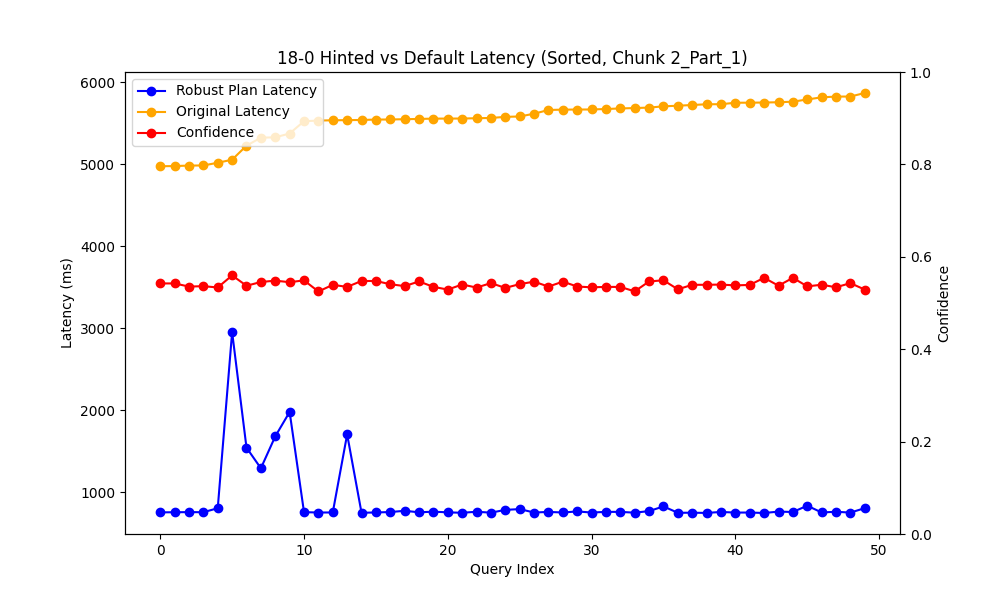 18-0 Hinted vs Default Latency (Sorted, Chunk 2_Part_1)
Robust Plan Latency
Original Latency
Confidence
6000
5000
4000
3000
2000
1000
Latency (ms)
1.0
0.8
0.6
0.4
0.2
0.0
Confidence
0 10 20 30 40 50
Query Index